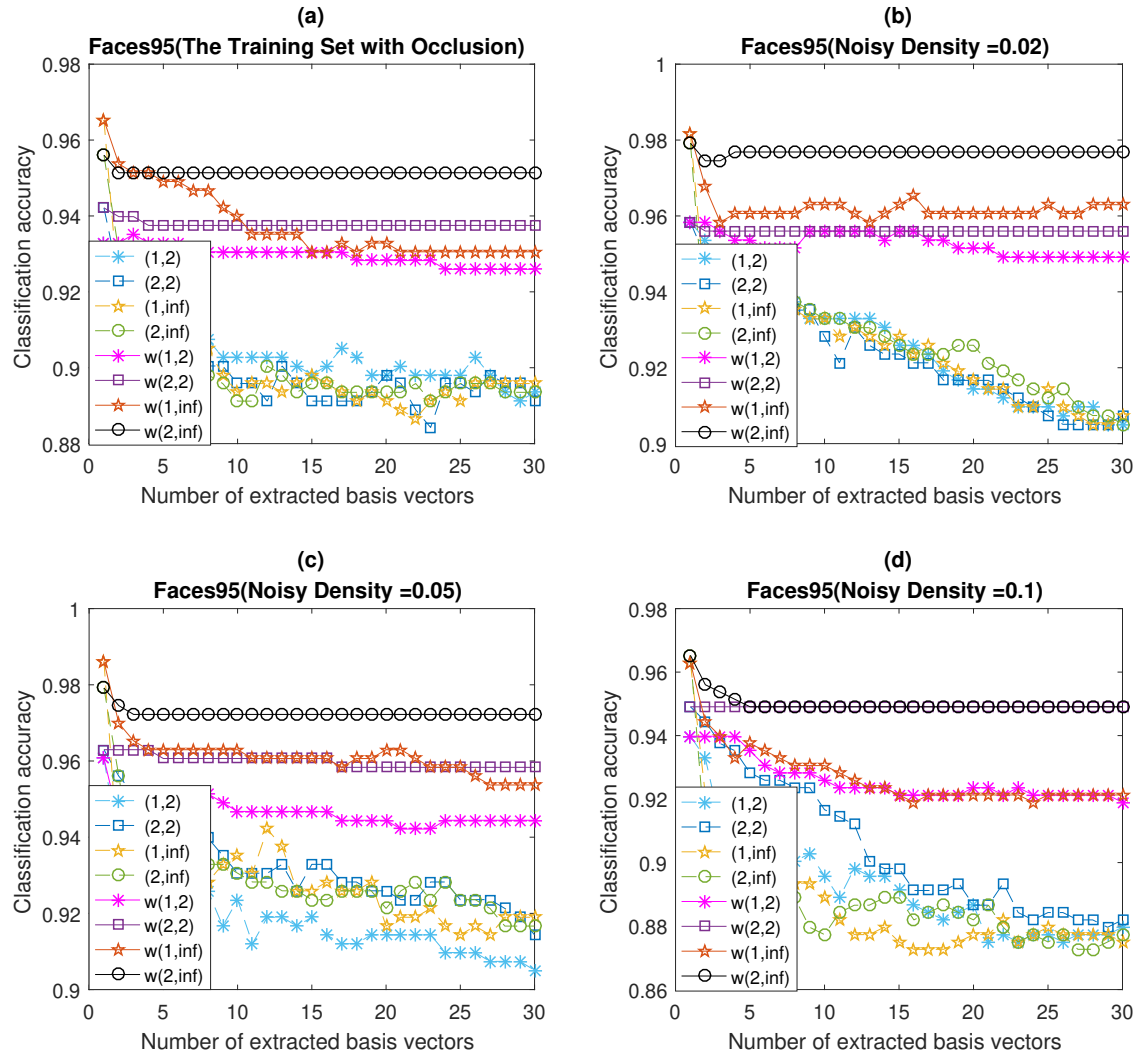 (a)
Faces95(The Training Set with Occlusion)
0.98
0.96
0.94
0.92
0.9
0.88
Classification accuracy
(1,2)
(2,2)
(1,inf)
(2,inf)
w(1,2)
w(2,2)
w(1,inf)
w(2,inf)
0 5 10 15 20 25 30
Number of extracted basis vectors
(b)
Faces95(Noisy Density =0.02)
1
0.98
0.96
0.94
0.92
0.9
Classification accuracy
(1,2)
(2,2)
(1,inf)
(2,inf)
w(1,2)
w(2,2)
w(1,inf)
w(2,inf)
0 5 10 15 20 25 30
Number of extracted basis vectors
(c)
Faces95(Noisy Density =0.05)
1
0.98
0.96
0.94
0.92
0.9
Classification accuracy
(1,2)
(2,2)
(1,inf)
(2,inf)
w(1,2)
w(2,2)
w(1,inf)
w(2,inf)
0 5 10 15 20 25 30
Number of extracted basis vectors
(d)
Faces95(Noisy Density =0.1)
0.98
0.96
0.94
0.92
0.9
0.88
0.86
Classification accuracy
(1,2)
(2,2)
(1,inf)
(2,inf)
w(1,2)
w(2,2)
w(1,inf)
w(2,inf)
0 5 10 15 20 25 30
Number of extracted basis vectors